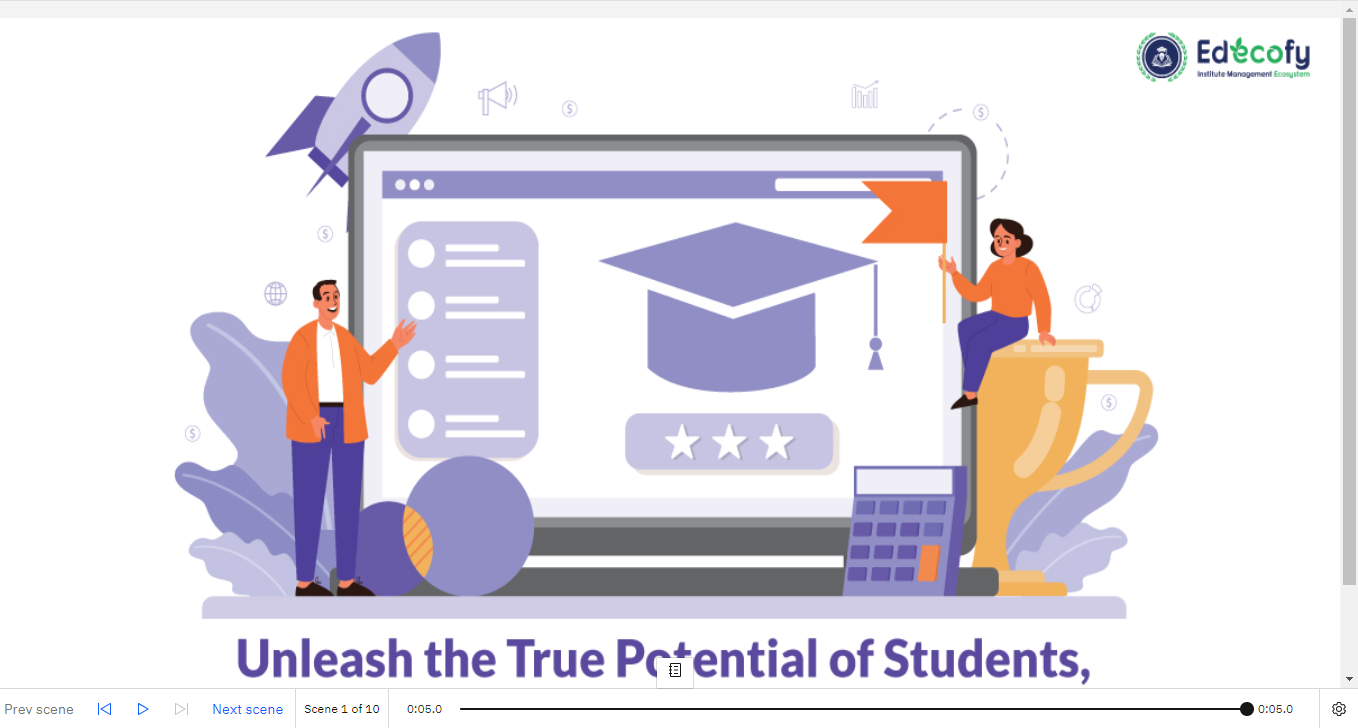 Edecofy
Institute Management Ecosystem
$
$
$
$
$
Unleash the True Potential of Students,
Prev scene
Next scene
Scene 1 of 10
0:05.0
0:05.0